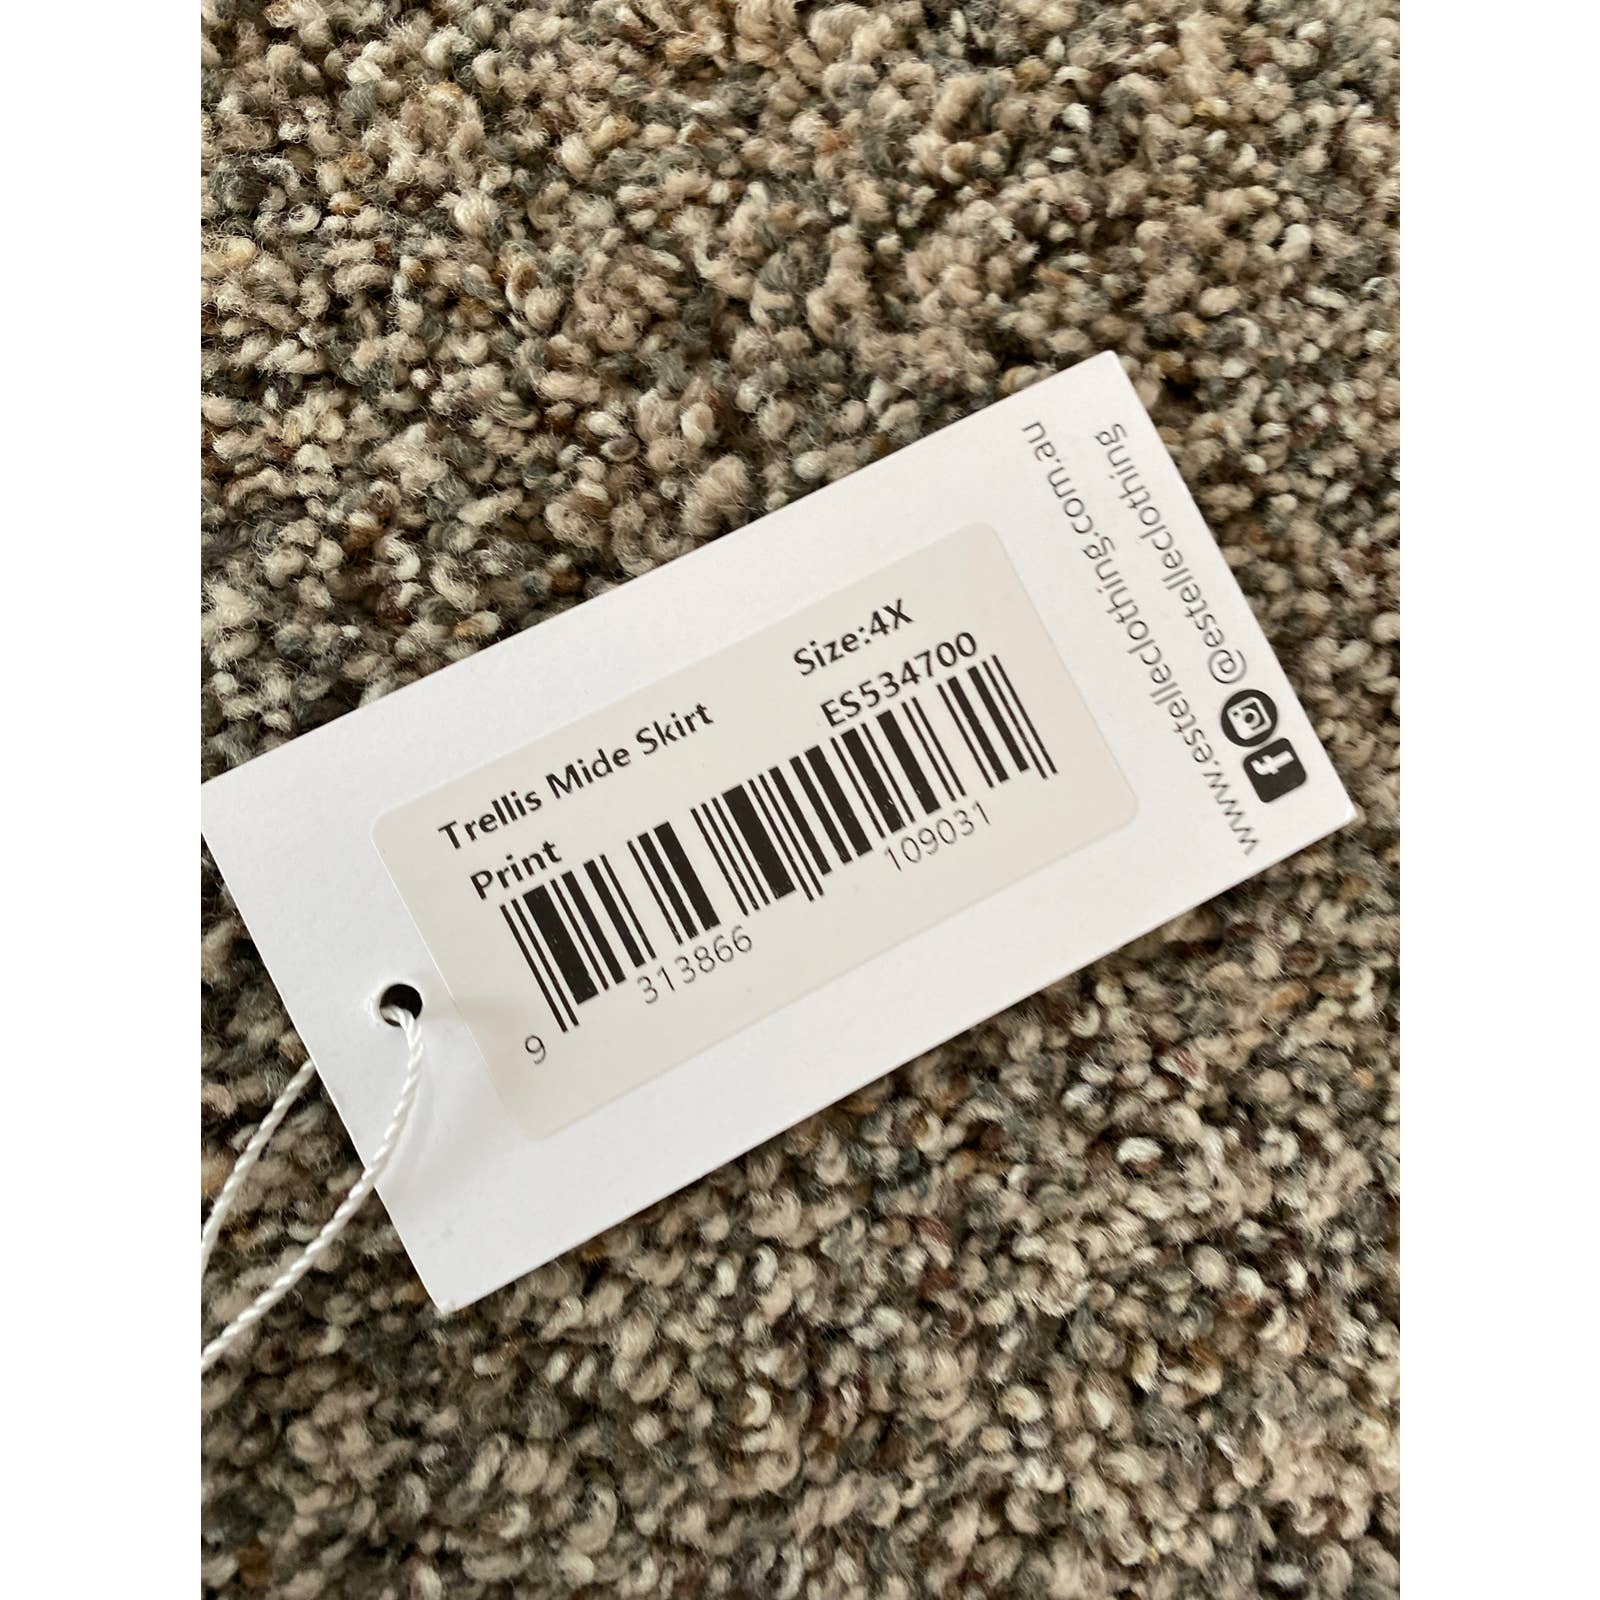 Trellis Mide Skirt
Size:4X
Print
ES534700
9 313866 109031
www.estelleclothing.com.au
@estelleclothing